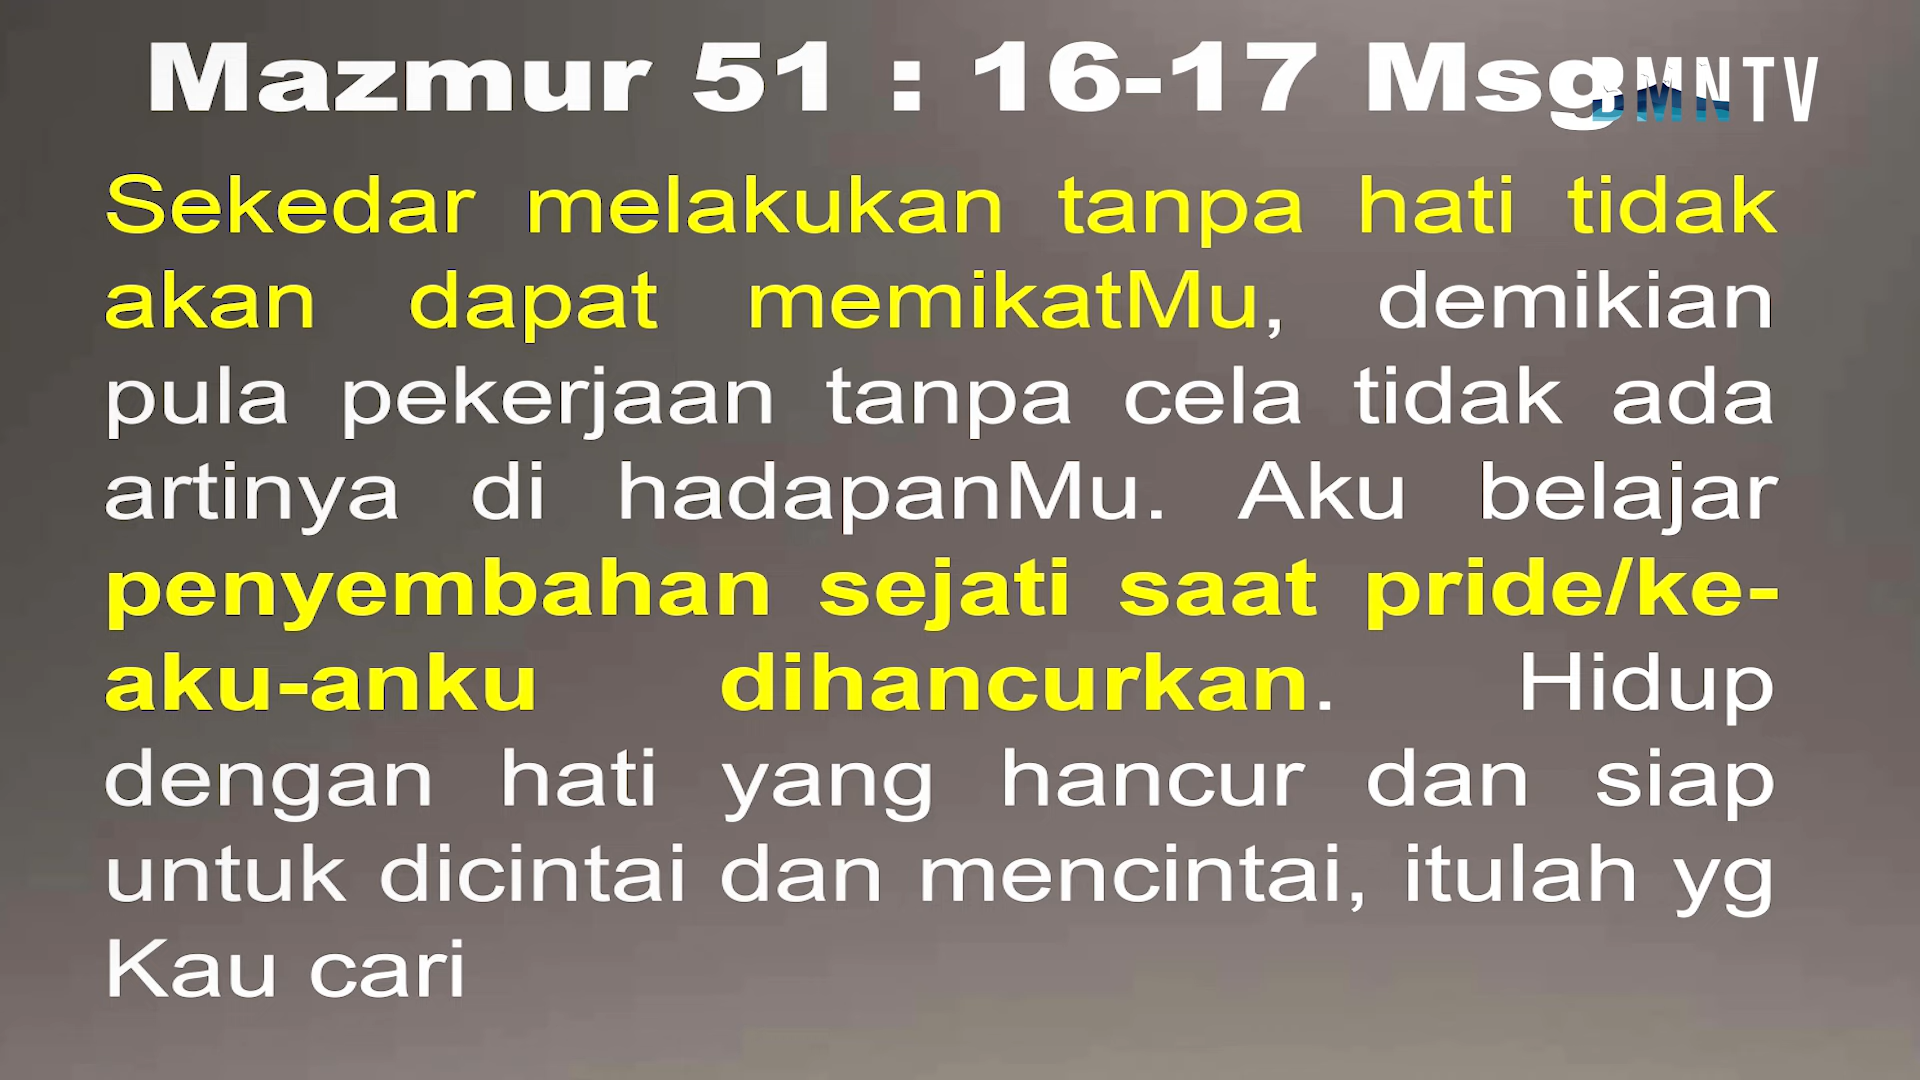 Mazmur 51 : 16-17 Msg
BMNTV
Sekedar melakukan tanpa hati tidak
akan dapat memikatMu, demikian
pula pekerjaan tanpa cela tidak ada
artinya di hadapanMu. Aku belajar
penyembahan sejati saat pride/ke-
aku-anku dihancurkan. Hidup
dengan hati yang hancur dan siap
untuk dicintai dan mencintai, itulah yg
Kau cari